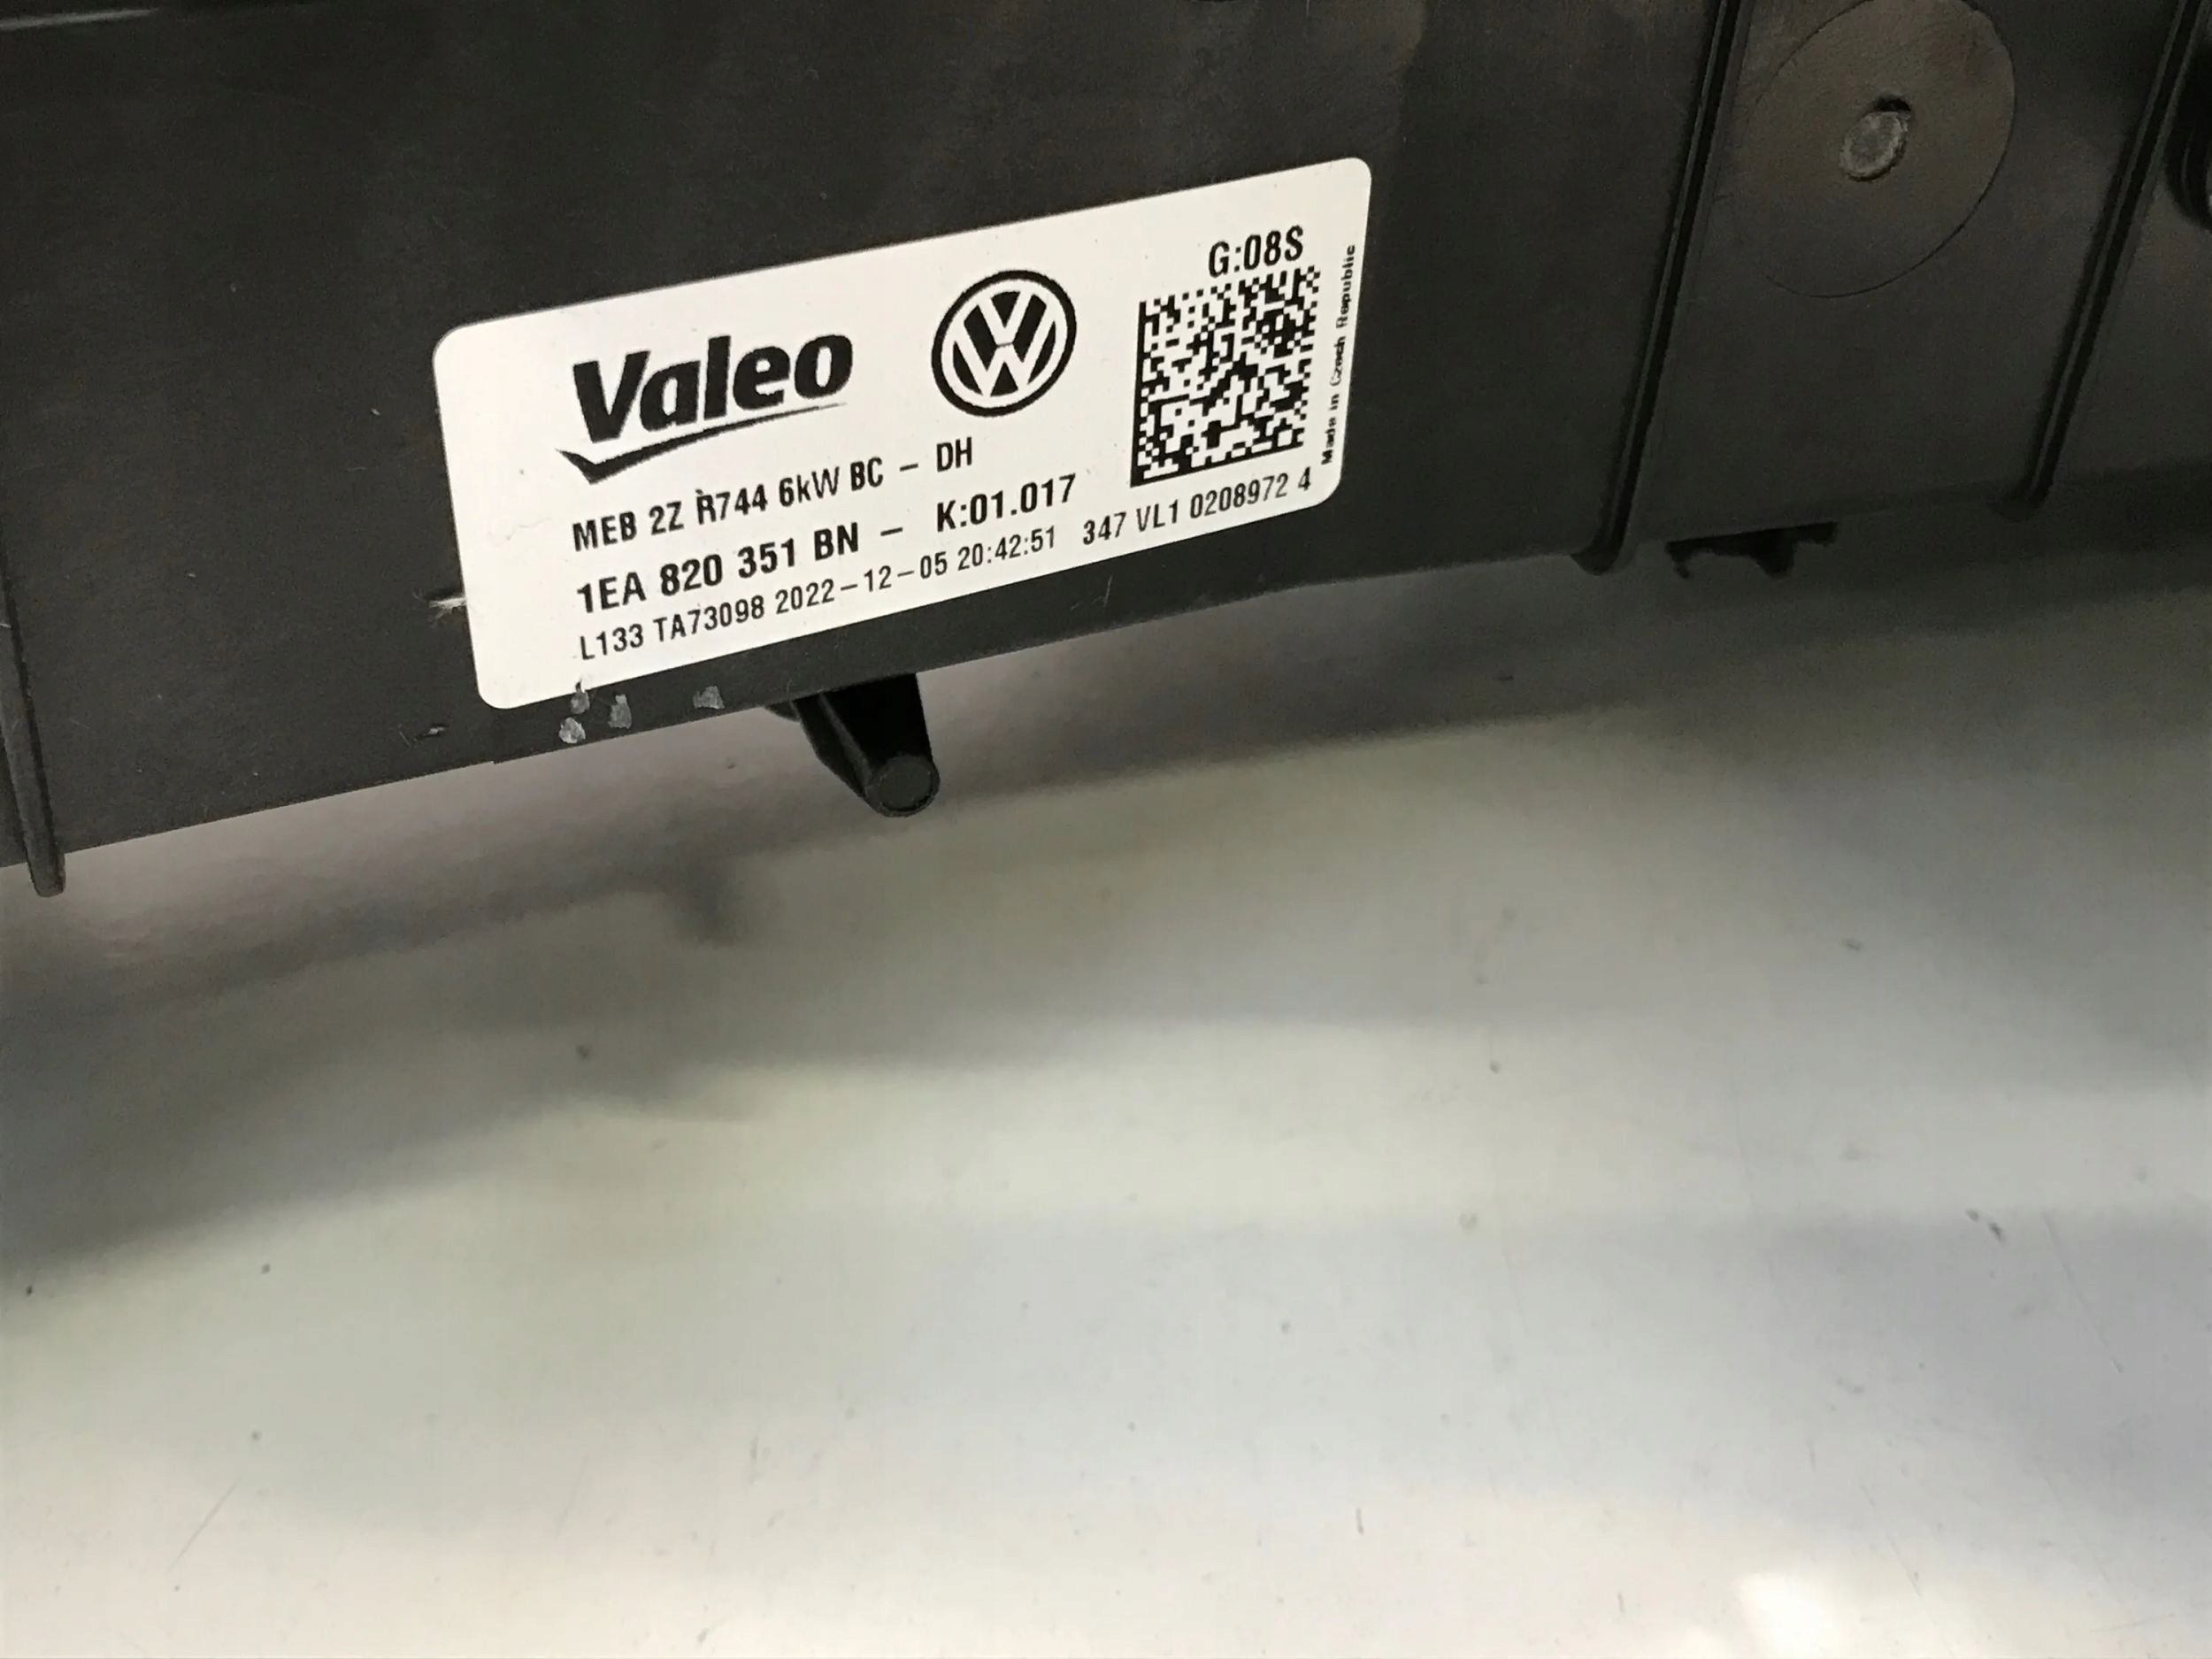 Valeo
G:08S
Made in Czech Republic
MEB 2Z R744 6kW BC - DH
1EA 820 351 BN - K:01.017
L133 TA73098 2022-12-05 20:42:51 347 VL1 0208972 4